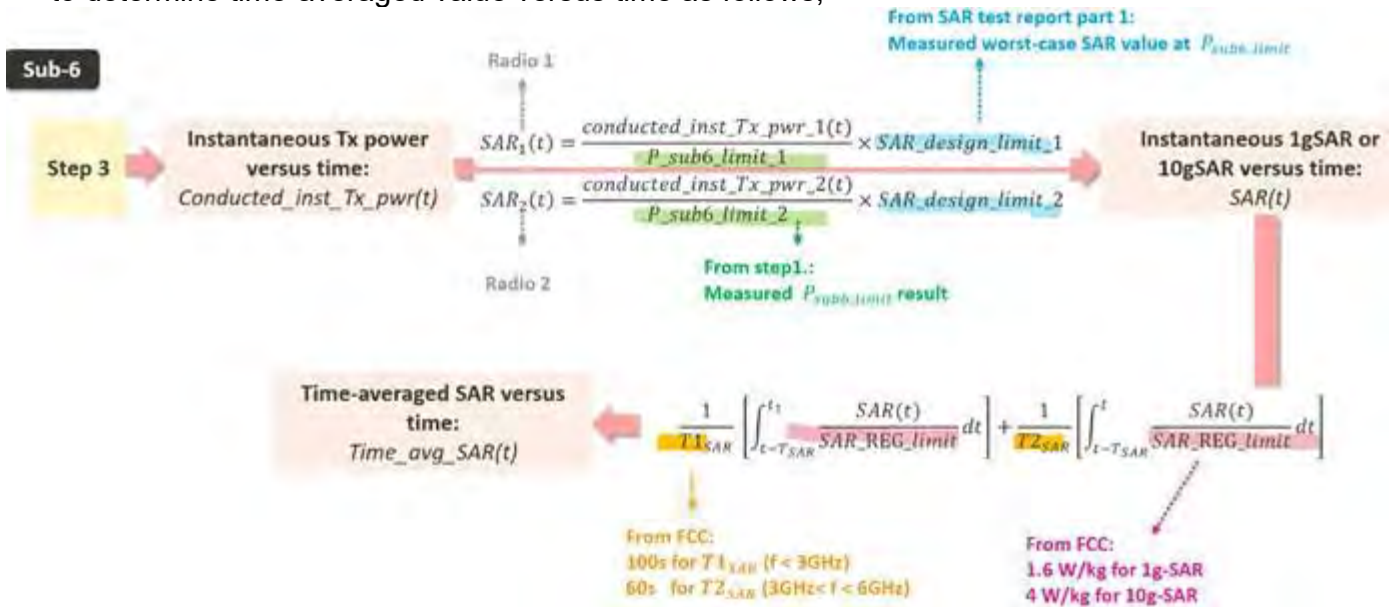 to determine time-averaged value versus time as follows,
From SAR test report part 1:
Measured worst-case SAR value at P_sub6_limit
Sub-6
Radio 1
Step 3
Instantaneous Tx power
versus time:
Conducted_inst_Tx_pwr(t)
SAR₁(t) = conducted_inst_Tx_pwr_1(t) / P_sub6_limit_1 × SAR_design_limit_1
SAR₂(t) = conducted_inst_Tx_pwr_2(t) / P_sub6_limit_2 × SAR_design_limit_2
Instantaneous 1gSAR or
10gSAR versus time:
SAR(t)
Radio 2
From step1.:
Measured P_sub6_limit result
Time-averaged SAR versus
time:
Time_avg_SAR(t)
1/T1_SAR [∫_{t-T_SAR}^{t₁} SAR(t)/SAR_REG_limit dt] + 1/T2_SAR [∫_{t-T_SAR}^{t} SAR(t)/SAR_REG_limit dt]
From FCC:
100s for T1_SAR (f < 3GHz)
60s for T2_SAR (3GHz< f < 6GHz)
From FCC:
1.6 W/kg for 1g-SAR
4 W/kg for 10g-SAR